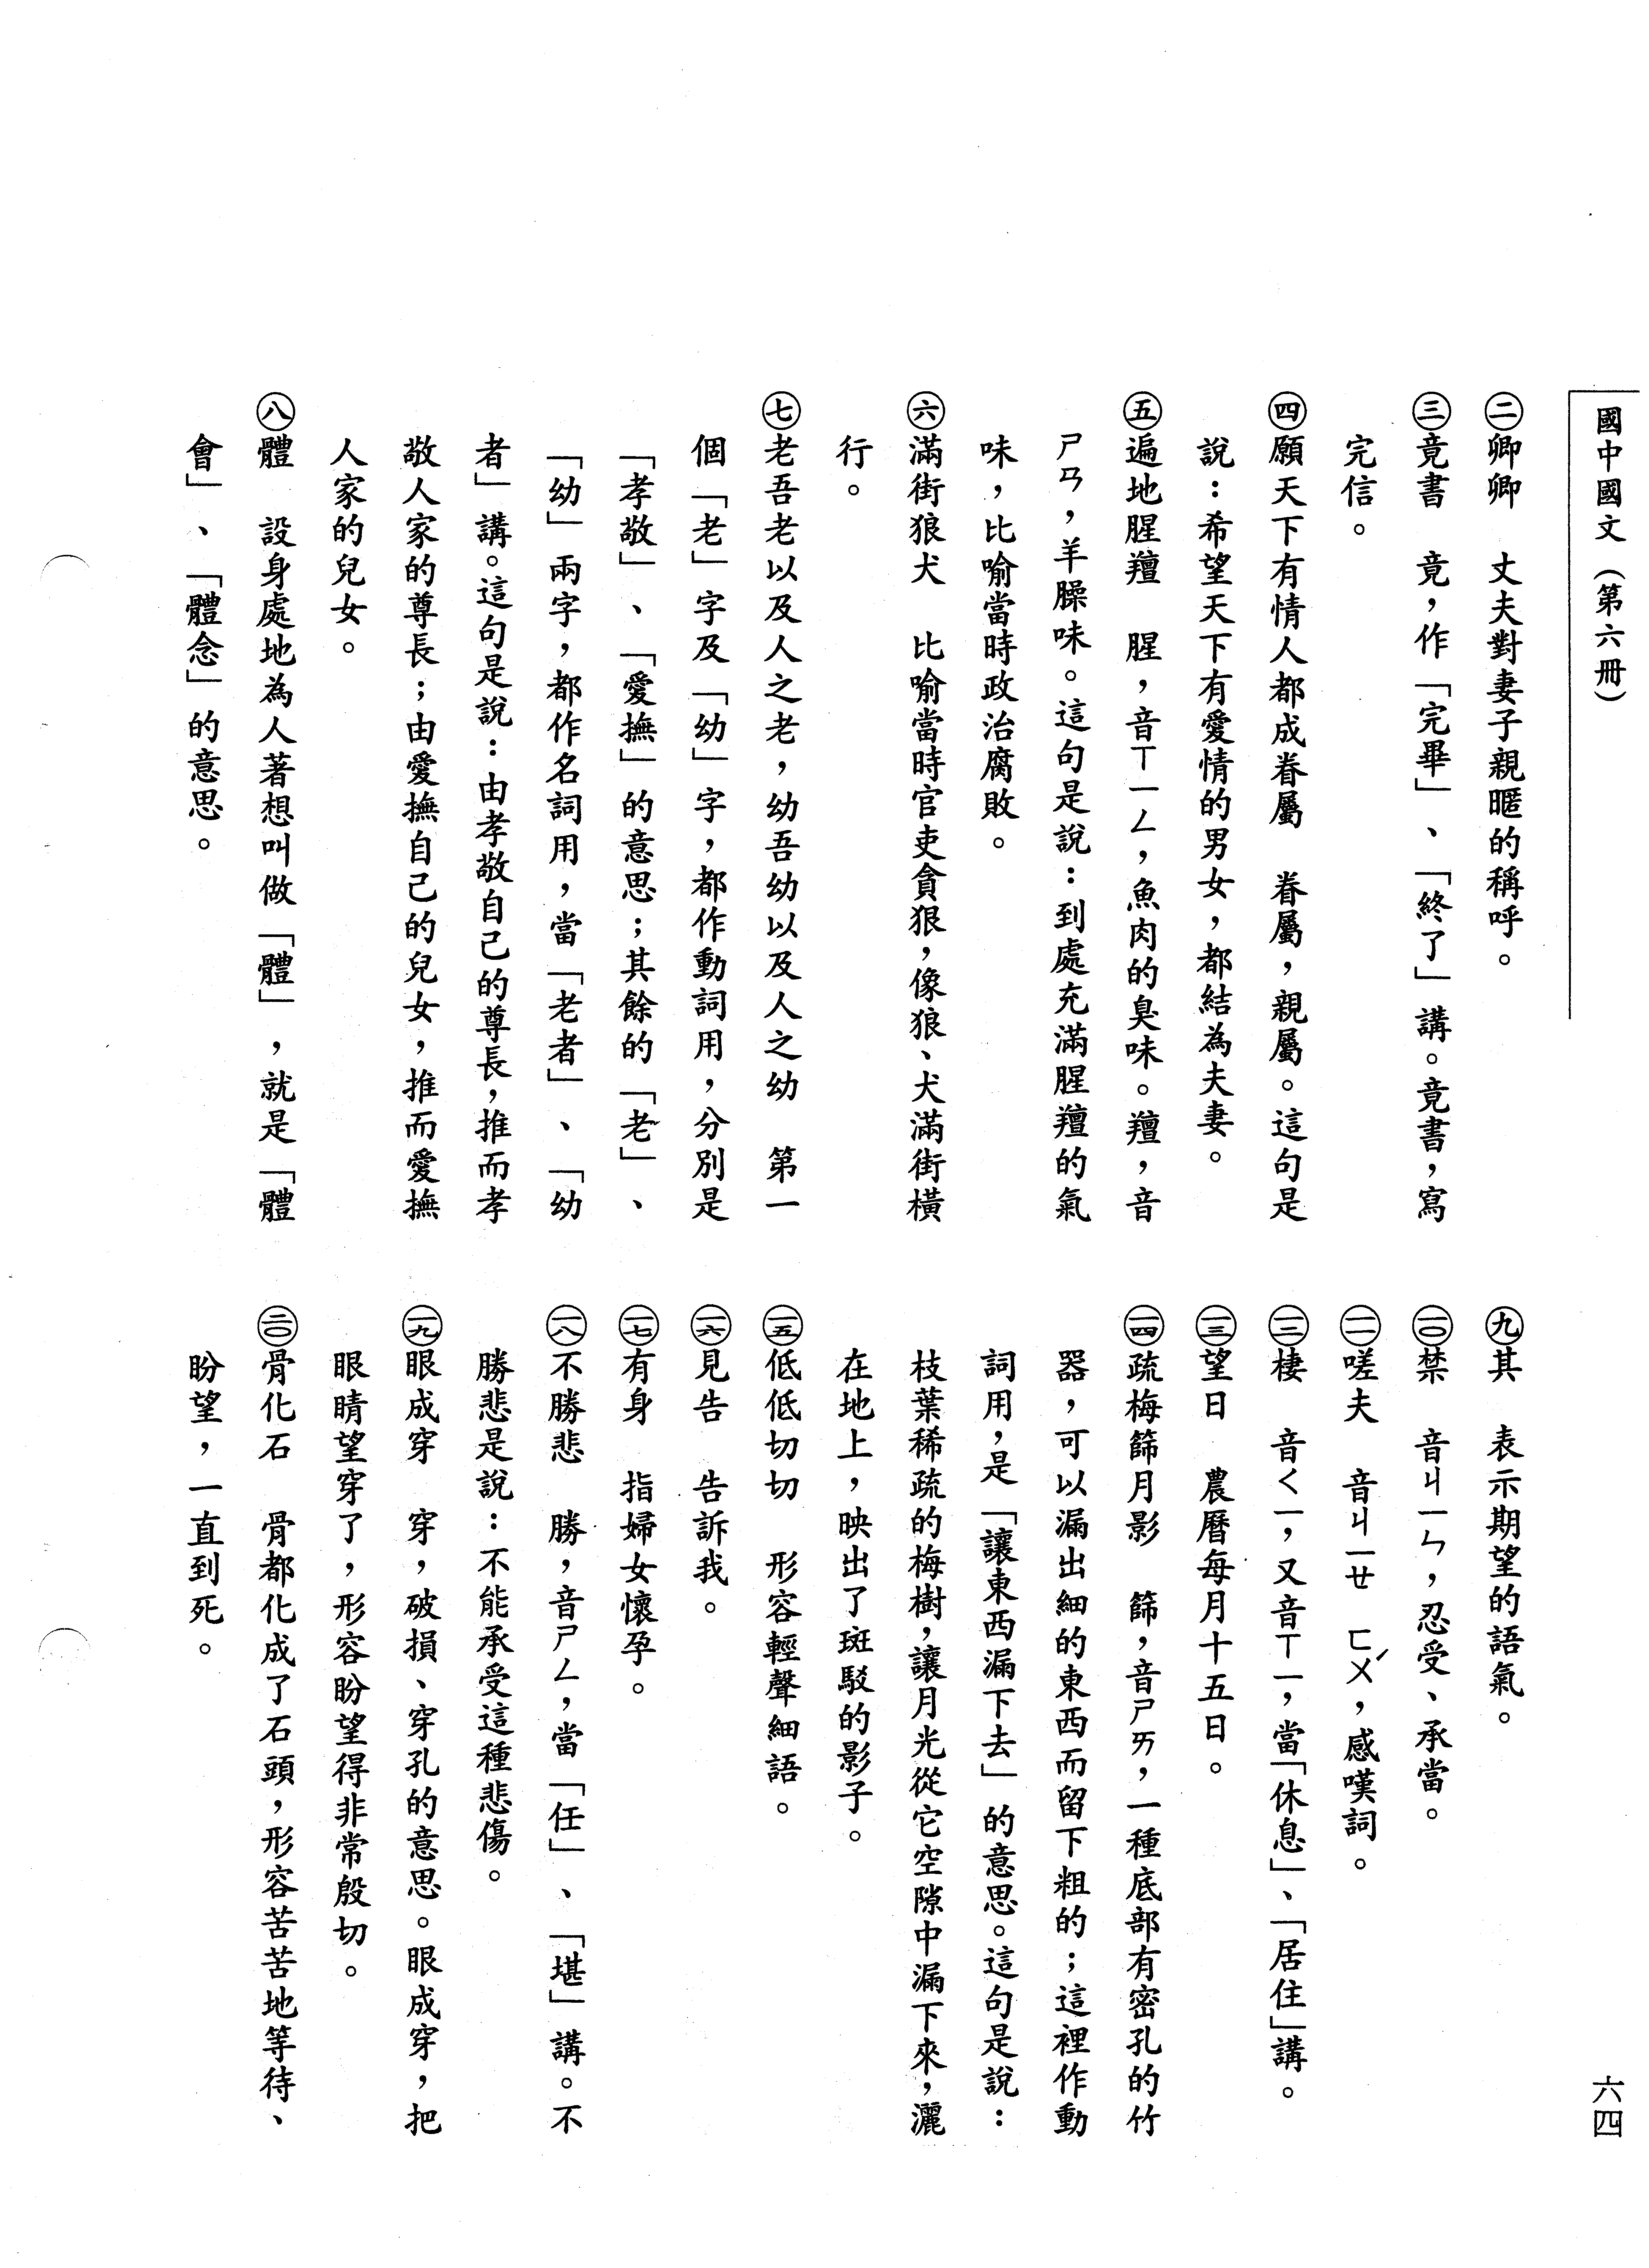 國中國文（第六冊）
㊁卿卿　丈夫對妻子親暱的稱呼。
㊂竟書　竟，作「完畢」、「終了」講。竟書，寫
完信。
㊃願天下有情人都成眷屬　眷屬，親屬。這句是
說：希望天下有愛情的男女，都結為夫妻。
㊄遍地腥羶　腥，音ㄒㄧㄥ，魚肉的臭味。羶，音
ㄕㄢ，羊臊味。這句是說：到處充滿腥羶的氣
味，比喻當時政治腐敗。
㊅滿街狼犬　比喻當時官吏貪狠，像狼、犬滿街橫
行。
㊆老吾老以及人之老，幼吾幼以及人之幼　第一
個「老」字及「幼」字，都作動詞用，分別是
「孝敬」、「愛撫」的意思；其餘的「老」、
「幼」兩字，都作名詞用，當「老者」、「幼
者」講。這句是說：由孝敬自己的尊長，推而孝
敬人家的尊長；由愛撫自己的兒女，推而愛撫
人家的兒女。
㊇體　設身處地為人著想叫做「體」，就是「體
會」、「體念」的意思。
㊈其　表示期望的語氣。
(一〇)禁　音ㄐㄧㄣ，忍受、承當。
(一一)嗟夫　音ㄐㄧㄝ ㄈㄨˊ，感嘆詞。
(一二)棲　音ㄑㄧ，又音ㄒㄧ，當「休息」、「居住」講。
(一三)望日　農曆每月十五日。
(一四)疏梅篩月影　篩，音ㄕㄞ，一種底部有密孔的竹
器，可以漏出細的東西而留下粗的；這裡作動
詞用，是「讓東西漏下去」的意思。這句是說：
枝葉稀疏的梅樹，讓月光從它空隙中漏下來，灑
在地上，映出了斑駁的影子。
(一五)低低切切　形容輕聲細語。
(一六)見告　告訴我。
(一七)有身　指婦女懷孕。
(一八)不勝悲　勝，音ㄕㄥ，當「任」、「堪」講。不
勝悲是說：不能承受這種悲傷。
(一九)眼成穿　穿，破損、穿孔的意思。眼成穿，把
眼睛望穿了，形容盼望得非常殷切。
(二〇)骨化石　骨都化成了石頭，形容苦苦地等待、
盼望，一直到死。
六四